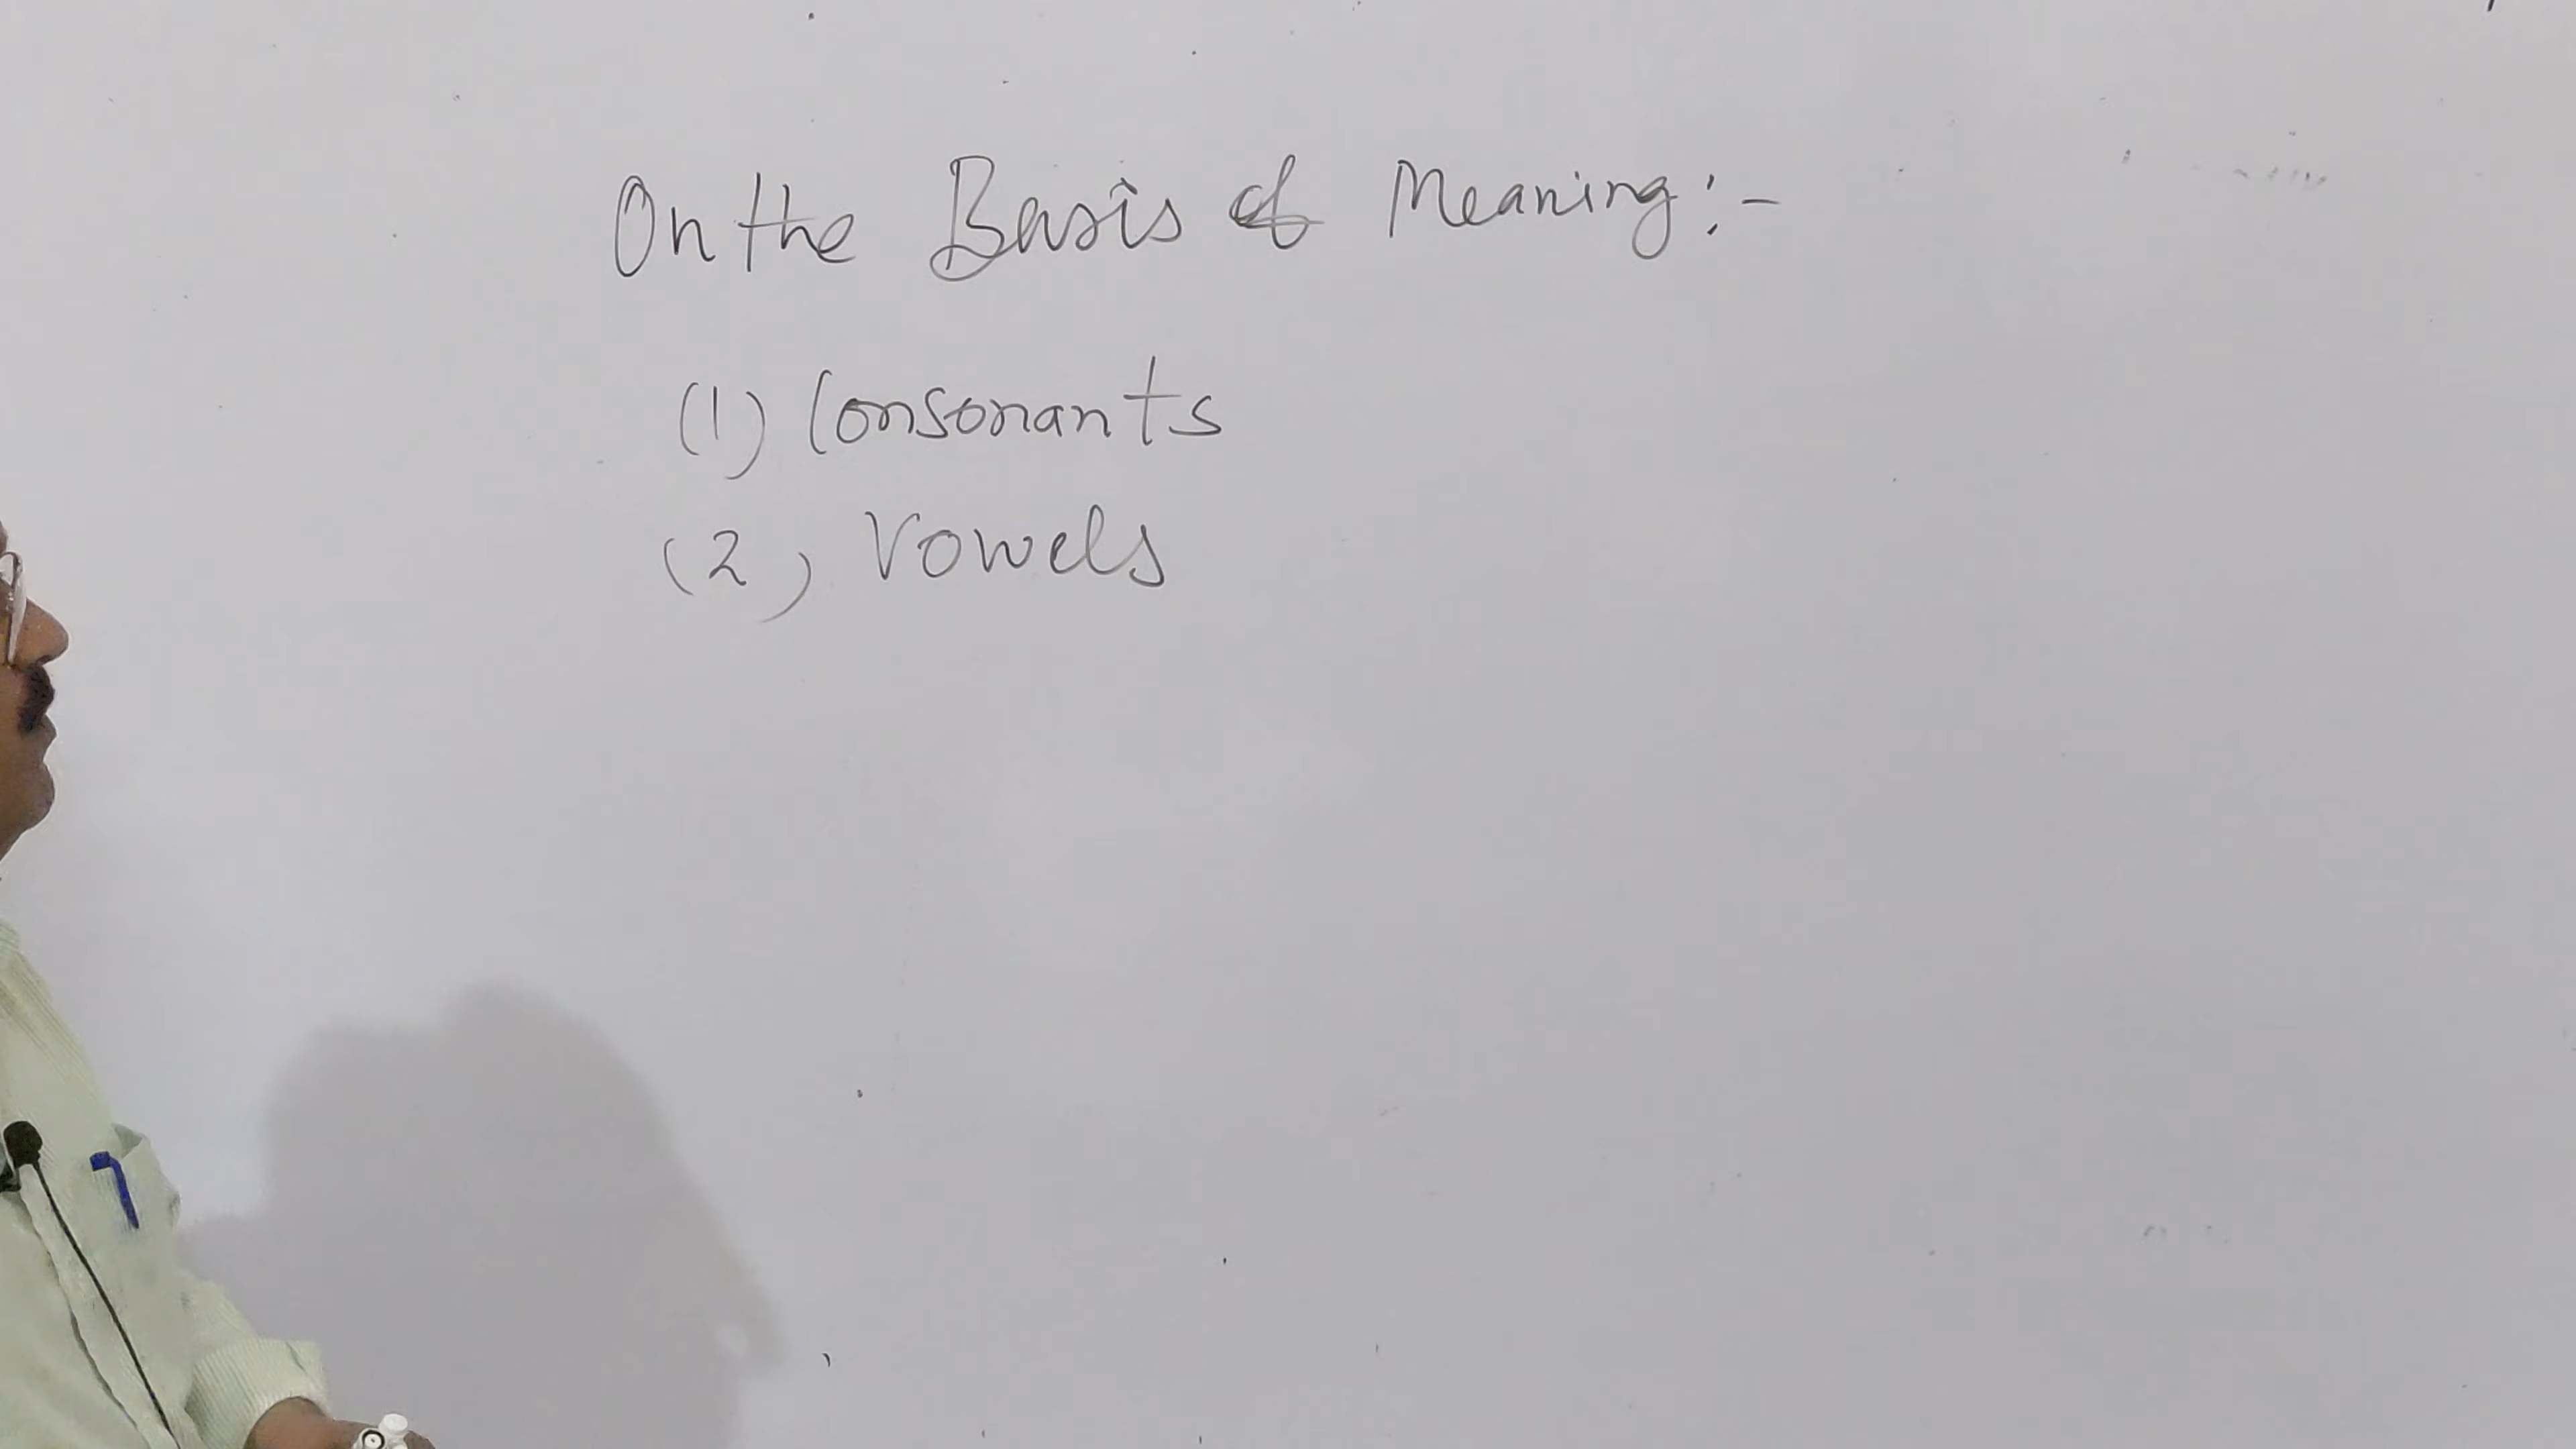 On the Basis of Meaning :-
(1) Consonants
(2) Vowels